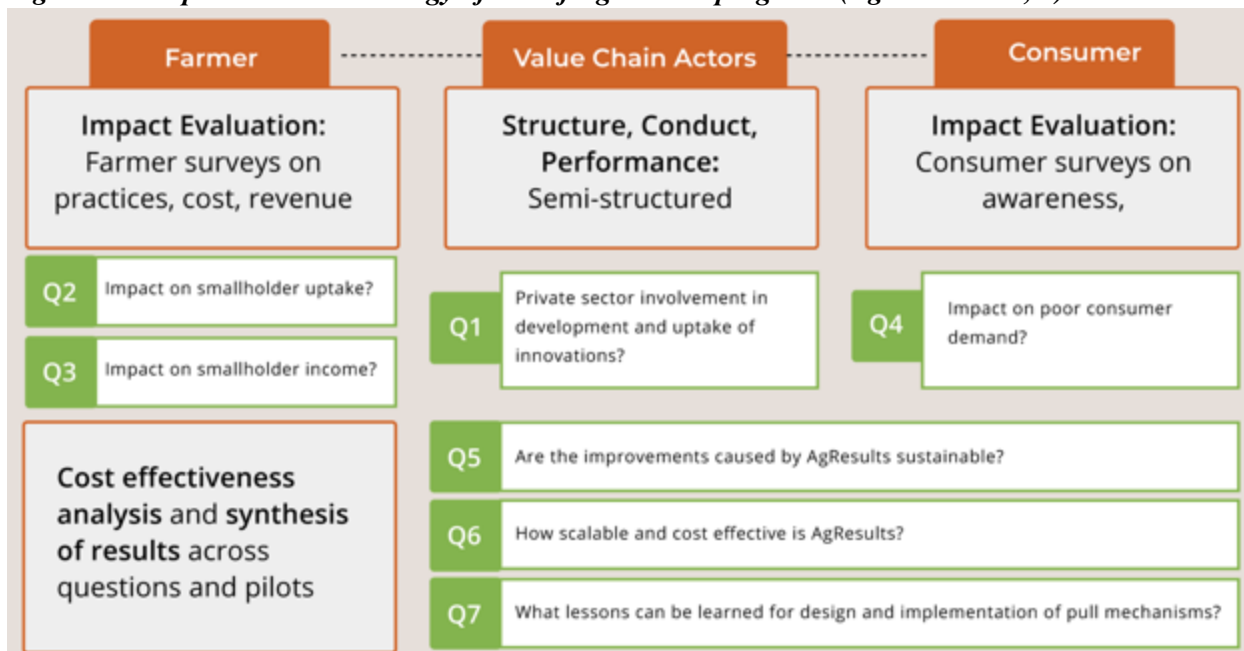 Farmer
Value Chain Actors
Consumer
Impact Evaluation:
Farmer surveys on
practices, cost, revenue
Structure, Conduct,
Performance:
Semi-structured
Impact Evaluation:
Consumer surveys on
awareness,
Q2
Impact on smallholder uptake?
Q3
Impact on smallholder income?
Q1
Private sector involvement in
development and uptake of
innovations?
Q4
Impact on poor consumer
demand?
Cost effectiveness
analysis and synthesis
of results across
questions and pilots
Q5
Are the improvements caused by AgResults sustainable?
Q6
How scalable and cost effective is AgResults?
Q7
What lessons can be learned for design and implementation of pull mechanisms?